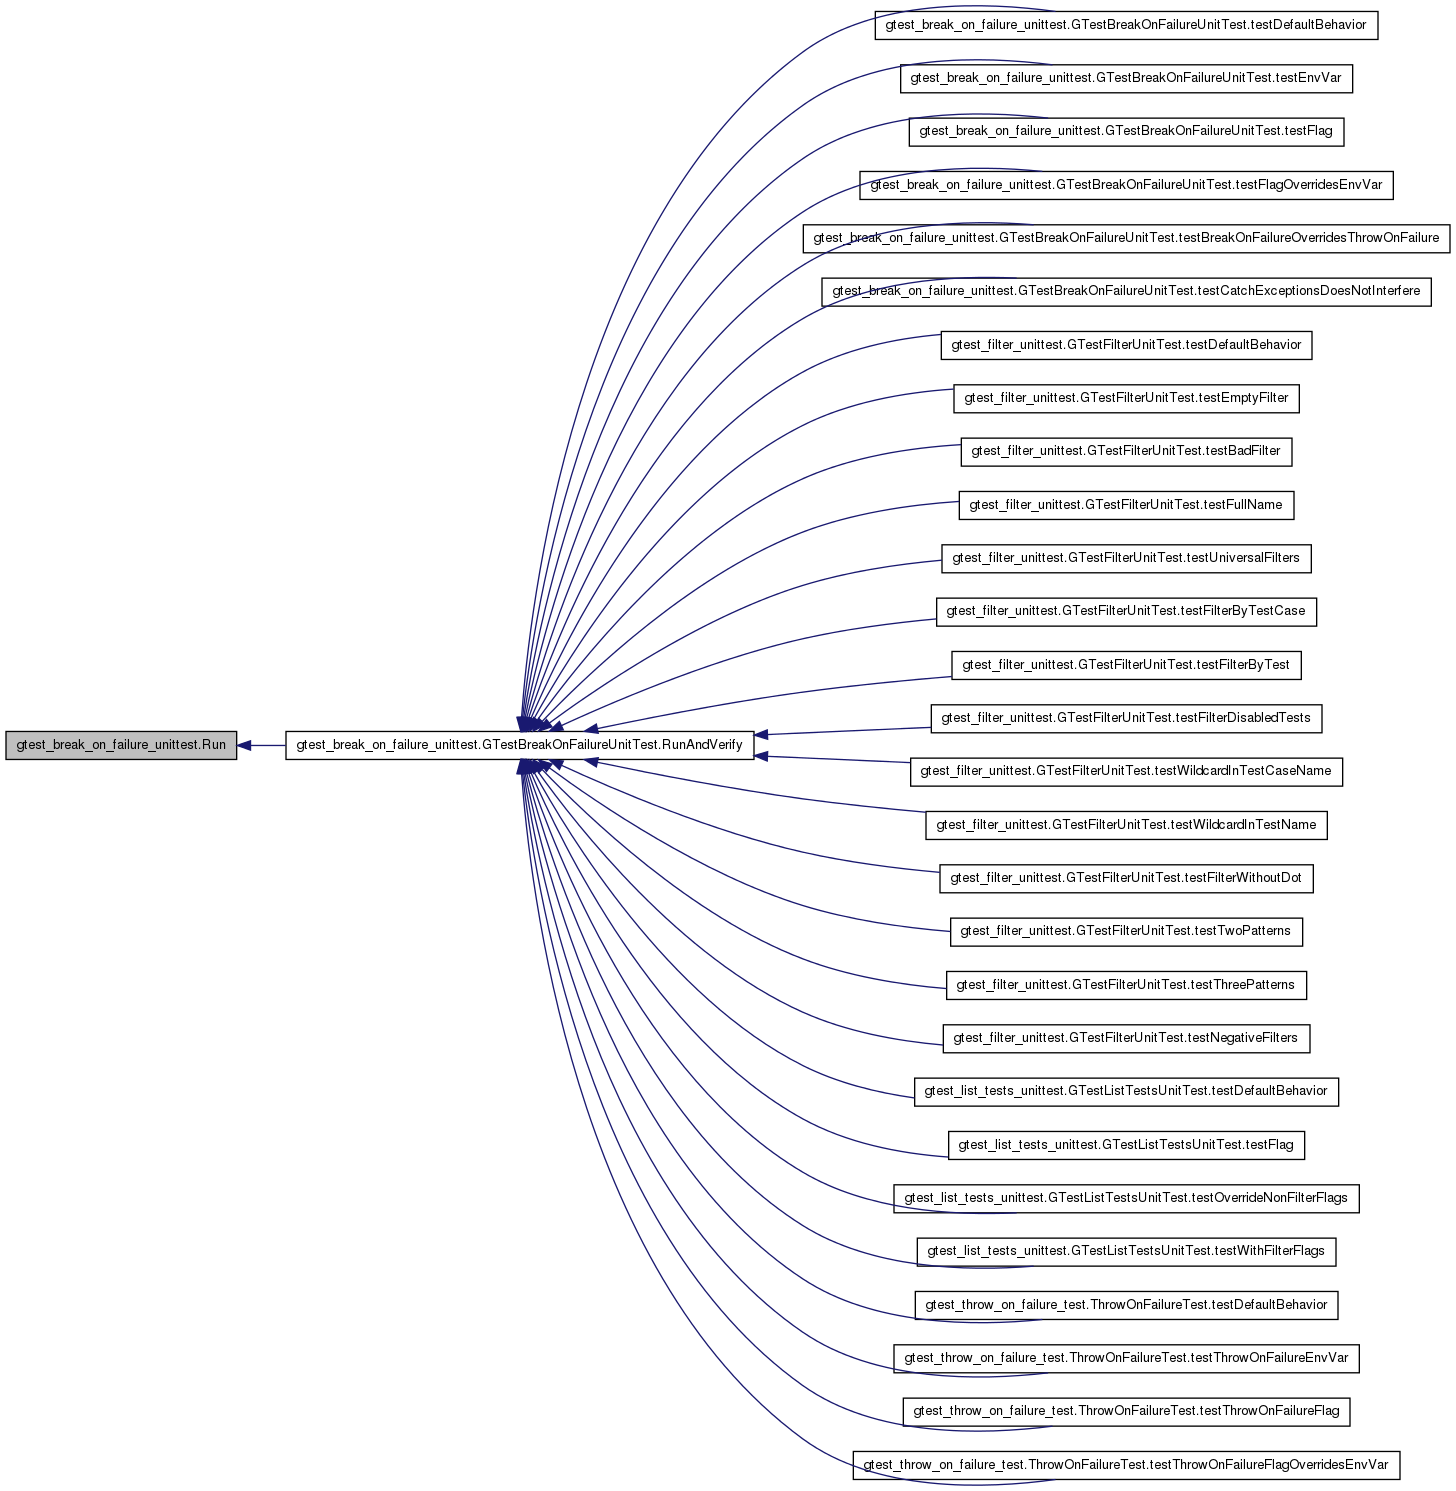 gtest_break_on_failure_unittest.Run
gtest_break_on_failure_unittest.GTestBreakOnFailureUnitTest.RunAndVerify
gtest_break_on_failure_unittest.GTestBreakOnFailureUnitTest.testDefaultBehavior
gtest_break_on_failure_unittest.GTestBreakOnFailureUnitTest.testEnvVar
gtest_break_on_failure_unittest.GTestBreakOnFailureUnitTest.testFlag
gtest_break_on_failure_unittest.GTestBreakOnFailureUnitTest.testFlagOverridesEnvVar
gtest_break_on_failure_unittest.GTestBreakOnFailureUnitTest.testBreakOnFailureOverridesThrowOnFailure
gtest_break_on_failure_unittest.GTestBreakOnFailureUnitTest.testCatchExceptionsDoesNotInterfere
gtest_filter_unittest.GTestFilterUnitTest.testDefaultBehavior
gtest_filter_unittest.GTestFilterUnitTest.testEmptyFilter
gtest_filter_unittest.GTestFilterUnitTest.testBadFilter
gtest_filter_unittest.GTestFilterUnitTest.testFullName
gtest_filter_unittest.GTestFilterUnitTest.testUniversalFilters
gtest_filter_unittest.GTestFilterUnitTest.testFilterByTestCase
gtest_filter_unittest.GTestFilterUnitTest.testFilterByTest
gtest_filter_unittest.GTestFilterUnitTest.testFilterDisabledTests
gtest_filter_unittest.GTestFilterUnitTest.testWildcardInTestCaseName
gtest_filter_unittest.GTestFilterUnitTest.testWildcardInTestName
gtest_filter_unittest.GTestFilterUnitTest.testFilterWithoutDot
gtest_filter_unittest.GTestFilterUnitTest.testTwoPatterns
gtest_filter_unittest.GTestFilterUnitTest.testThreePatterns
gtest_filter_unittest.GTestFilterUnitTest.testNegativeFilters
gtest_list_tests_unittest.GTestListTestsUnitTest.testDefaultBehavior
gtest_list_tests_unittest.GTestListTestsUnitTest.testFlag
gtest_list_tests_unittest.GTestListTestsUnitTest.testOverrideNonFilterFlags
gtest_list_tests_unittest.GTestListTestsUnitTest.testWithFilterFlags
gtest_throw_on_failure_test.ThrowOnFailureTest.testDefaultBehavior
gtest_throw_on_failure_test.ThrowOnFailureTest.testThrowOnFailureEnvVar
gtest_throw_on_failure_test.ThrowOnFailureTest.testThrowOnFailureFlag
gtest_throw_on_failure_test.ThrowOnFailureTest.testThrowOnFailureFlagOverridesEnvVar